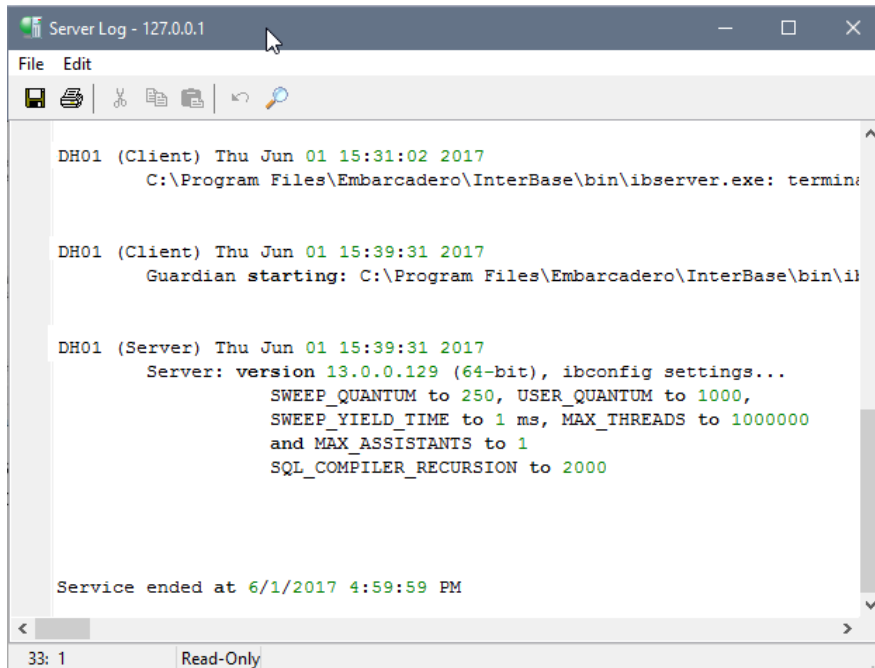 Server Log - 127.0.0.1
File Edit
DH01 (Client) Thu Jun 01 15:31:02 2017
C:\Program Files\Embarcadero\InterBase\bin\ibserver.exe: termina
DH01 (Client) Thu Jun 01 15:39:31 2017
Guardian starting: C:\Program Files\Embarcadero\InterBase\bin\ib
DH01 (Server) Thu Jun 01 15:39:31 2017
Server: version 13.0.0.129 (64-bit), ibconfig settings...
SWEEP_QUANTUM to 250, USER_QUANTUM to 1000,
SWEEP_YIELD_TIME to 1 ms, MAX_THREADS to 1000000
and MAX_ASSISTANTS to 1
SQL_COMPILER_RECURSION to 2000
Service ended at 6/1/2017 4:59:59 PM
33: 1 Read-Only